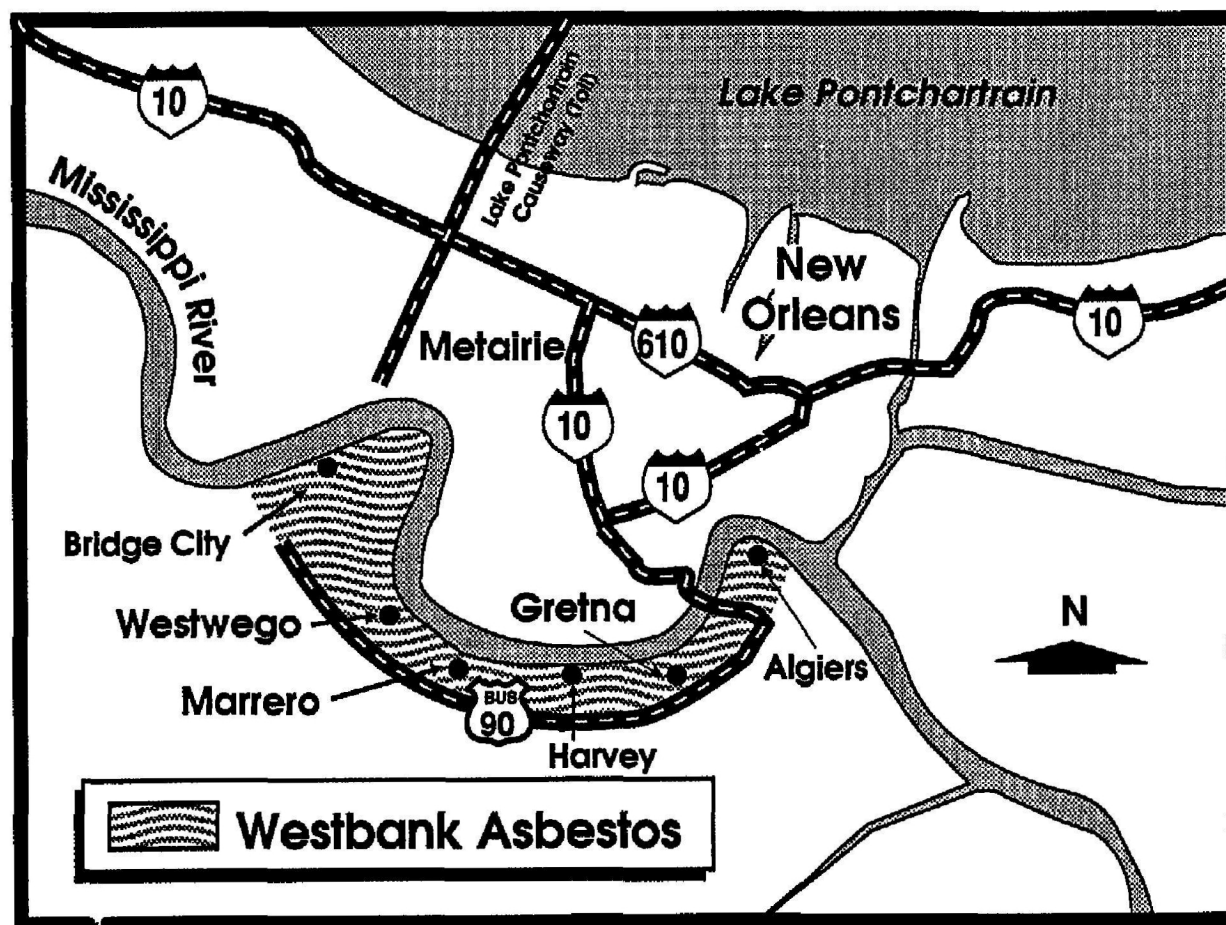 10
Lake Pontchartrain
Causeway (Toll)
Lake Pontchartrain
Mississippi River
New
Orleans
Metairie
610
10
10
10
Bridge City
Westwego
Gretna
N
Algiers
Marrero
BUS
90
Harvey
Westbank Asbestos